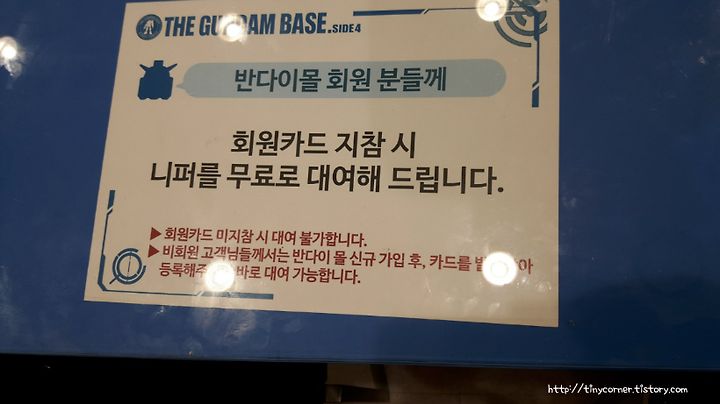 THE GUNDAM BASE.SIDE4
반다이몰 회원 분들께
회원카드 지참 시
니퍼를 무료로 대여해 드립니다.
▶ 회원카드 미지참 시 대여 불가합니다.
▶ 비회원 고객님들께서는 반다이 몰 신규 가입 후, 카드를
등록해주 바로 대여 가능합니다.
http://tinycorner.tistory.com